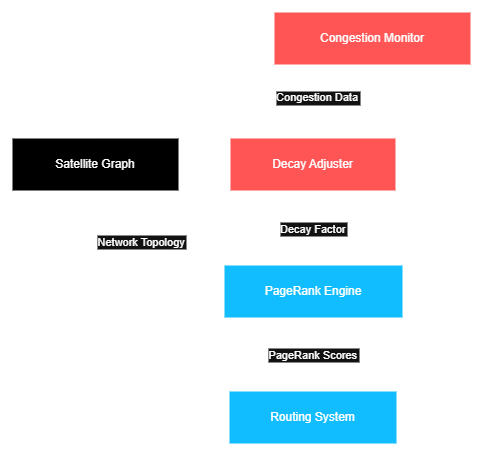 Congestion Monitor
Congestion Data
Satellite Graph
Decay Adjuster
Decay Factor
Network Topology
PageRank Engine
PageRank Scores
Routing System